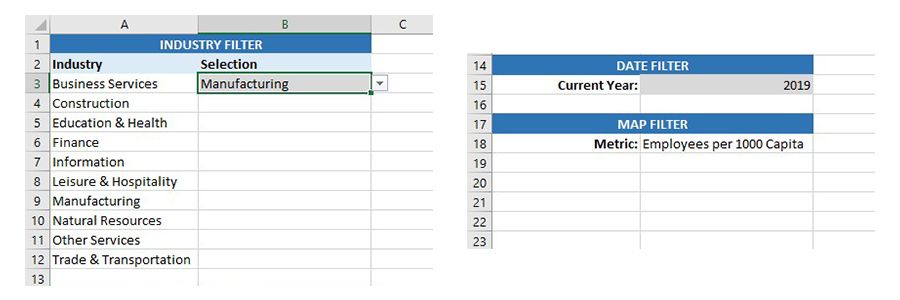 A B C
1 INDUSTRY FILTER
2 Industry Selection
3 Business Services Manufacturing
4 Construction
5 Education & Health
6 Finance
7 Information
8 Leisure & Hospitality
9 Manufacturing
10 Natural Resources
11 Other Services
12 Trade & Transportation
13
14 DATE FILTER
15 Current Year: 2019
16
17 MAP FILTER
18 Metric: Employees per 1000 Capita
19
20
21
22
23